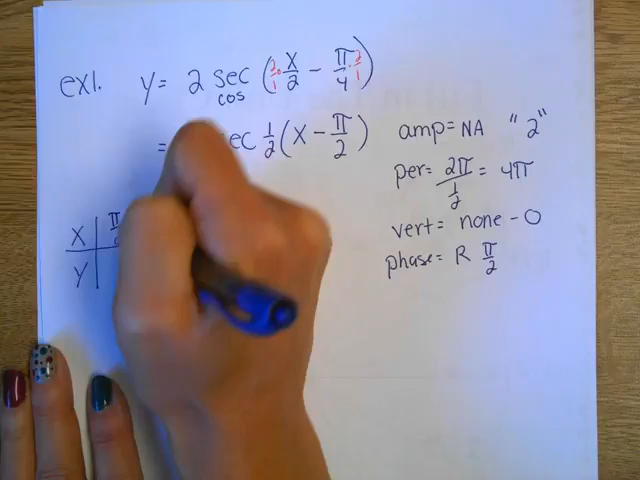 ex1. y = 2 sec (2/1 · x/2 − π/4 · 2/1)
cos
= sec 1/2 (x − π/2)
amp = NA "2"
per = 2π / 1/2 = 4π
vert = none - 0
phase = R π/2
X | π
Y |